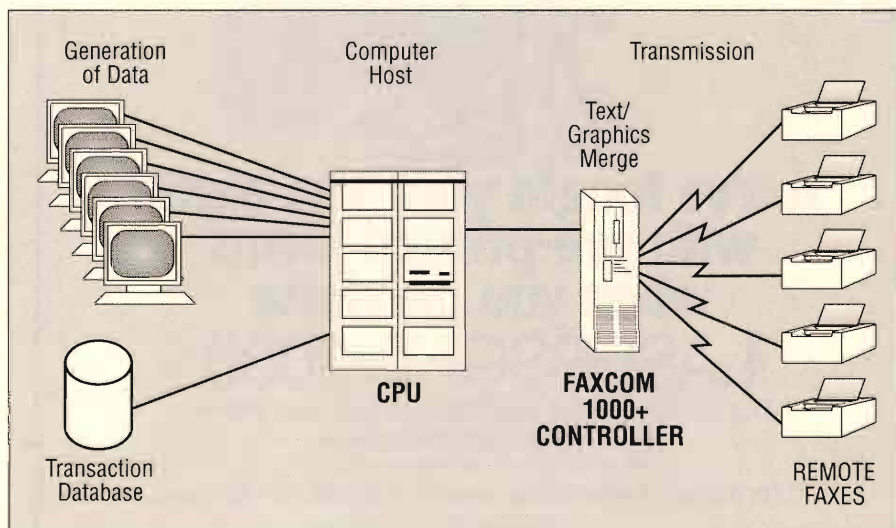 Generation
of Data
Computer
Host
Transmission
Text/
Graphics
Merge
CPU
FAXCOM
1000+
CONTROLLER
Transaction
Database
REMOTE
FAXES